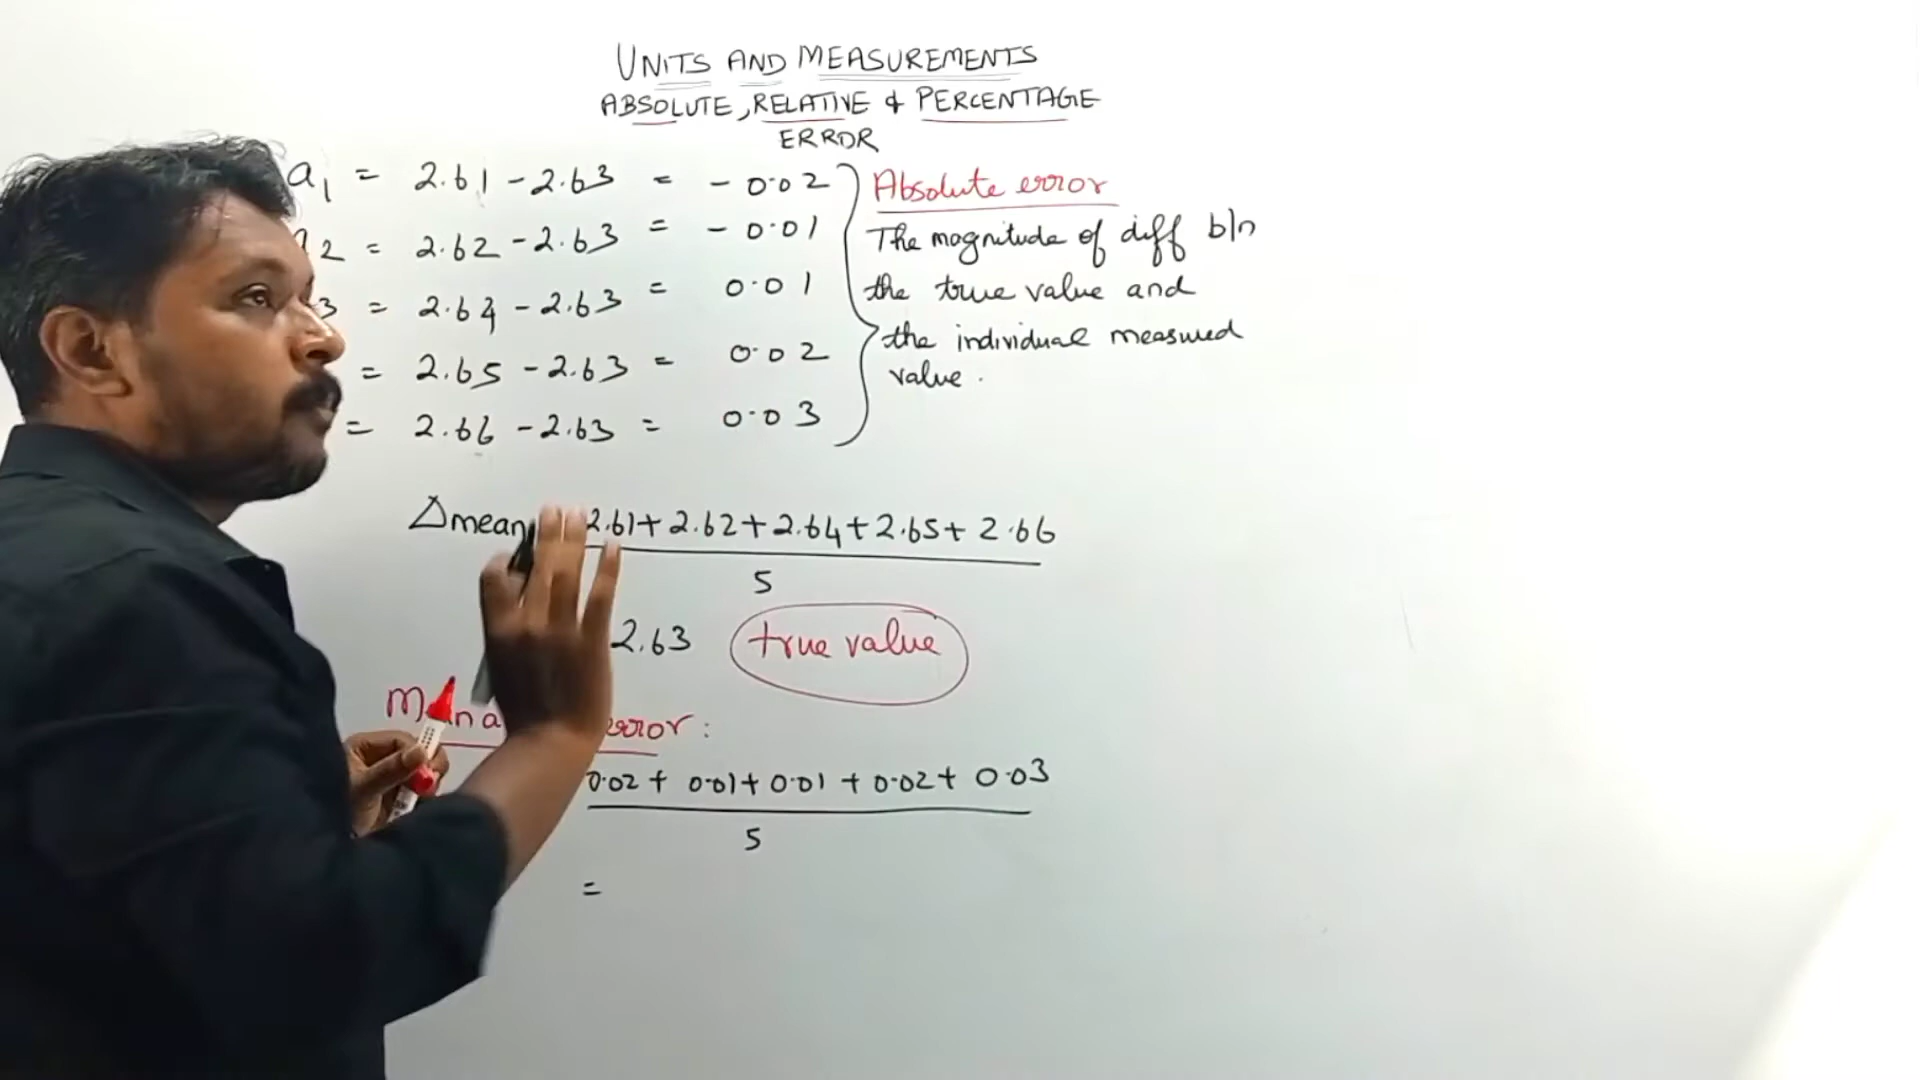 UNITS AND MEASUREMENTS
ABSOLUTE, RELATIVE & PERCENTAGE
ERROR
a1 = 2.61 - 2.63 = - 0.02
2 = 2.62 - 2.63 = - 0.01
3 = 2.64 - 2.63 = 0.01
= 2.65 - 2.63 = 0.02
= 2.66 - 2.63 = 0.03
Absolute error
The magnitude of diff b/n
the true value and
the individual measured
value.
Δmean 2.61 + 2.62 + 2.64 + 2.65 + 2.66
5
2.63 true value
error:
0.02 + 0.01 + 0.01 + 0.02 + 0.03
5
=